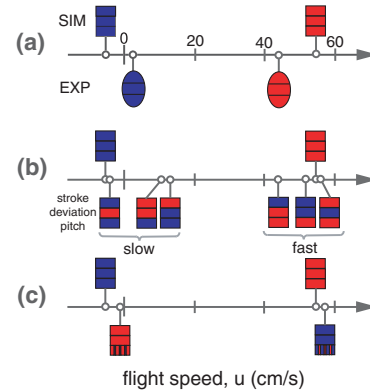 SIM
(a)
0 20 40 60
EXP
(b)
stroke
deviation
pitch
slow fast
(c)
flight speed, u (cm/s)